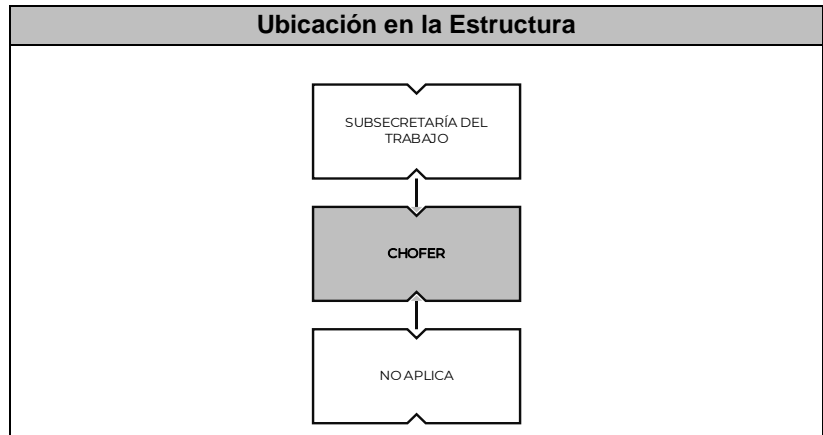 Ubicación en la Estructura
SUBSECRETARÍA DEL
TRABAJO
CHOFER
NO APLICA